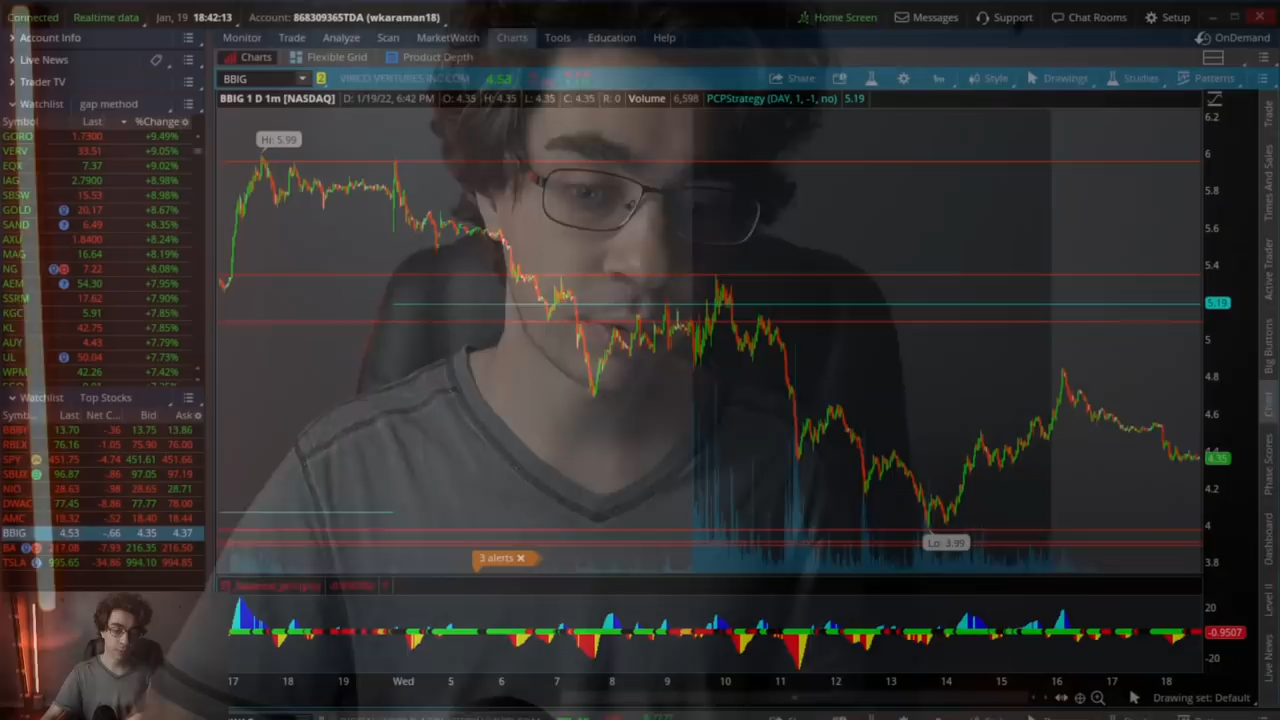 Connected Realtime data Jan, 19 18:42:13 Account: 868309365TDA (wkaraman18) Home Screen Messages Support Chat Rooms Setup
Account Info Monitor Trade Analyze Scan MarketWatch Charts Tools Education Help OnDemand
Live News Charts Flexible Grid Product Depth
Trader TV BBIG 2 VINCO VENTURES INC COM 4.53 Share Style Drawings Studies Patterns
Watchlist gap method BBIG 1 D 1m [NASDAQ] D: 1/19/22, 6:42 PM O: 4.35 H: 4.35 L: 4.35 C: 4.35 R: 0 Volume 6,598 PCPStrategy (DAY, 1, -1, no) 5.19
Symbol Last %Change
GORO 1.7300 +9.49%
VERV 33.51 +9.05%
EQX 7.37 +9.02%
IAG 2.7900 +8.98%
SBSW 15.53 +8.98%
GOLD 20.17 +8.67%
SAND 6.49 +8.35%
AXU 1.8400 +8.24%
MAG 16.64 +8.19%
NG 7.22 +8.08%
AEM 54.30 +7.95%
SSRM 17.62 +7.90%
KGC 5.91 +7.85%
KL 42.75 +7.85%
AUY 4.43 +7.79%
UL 50.04 +7.73%
WPM 42.26 +7.42%
Watchlist Top Stocks
Symb... Last Net C... Bid Ask
BBBY 13.70 -.36 13.75 13.86
RBLX 76.16 -1.05 75.90 76.00
SPY 451.75 -4.74 451.61 451.66
SBUX 96.87 -.86 97.05 97.19
NIO 28.63 -.98 28.65 28.71
DWAC 77.45 -8.86 77.77 78.00
AMC 18.32 -.52 18.40 18.44
BBIG 4.53 -.66 4.35 4.37
BA 217.08 -7.93 216.35 216.50
TSLA 995.65 -34.86 994.10 994.85
Hi: 5.99
Lo: 3.99
3 alerts
6.2
6
5.8
5.6
5.4
5.19
5
4.8
4.6
4.4
4.35
4.2
4
3.8
20
-0.9507
-20
17 18 19 Wed 5 6 7 8 9 10 11 12 13 14 15 16 17 18
Drawing set: Default
Trade
Times And Sales
Active Trader
Big Buttons
Chart
Phase Scores
Dashboard
Level II
Live News